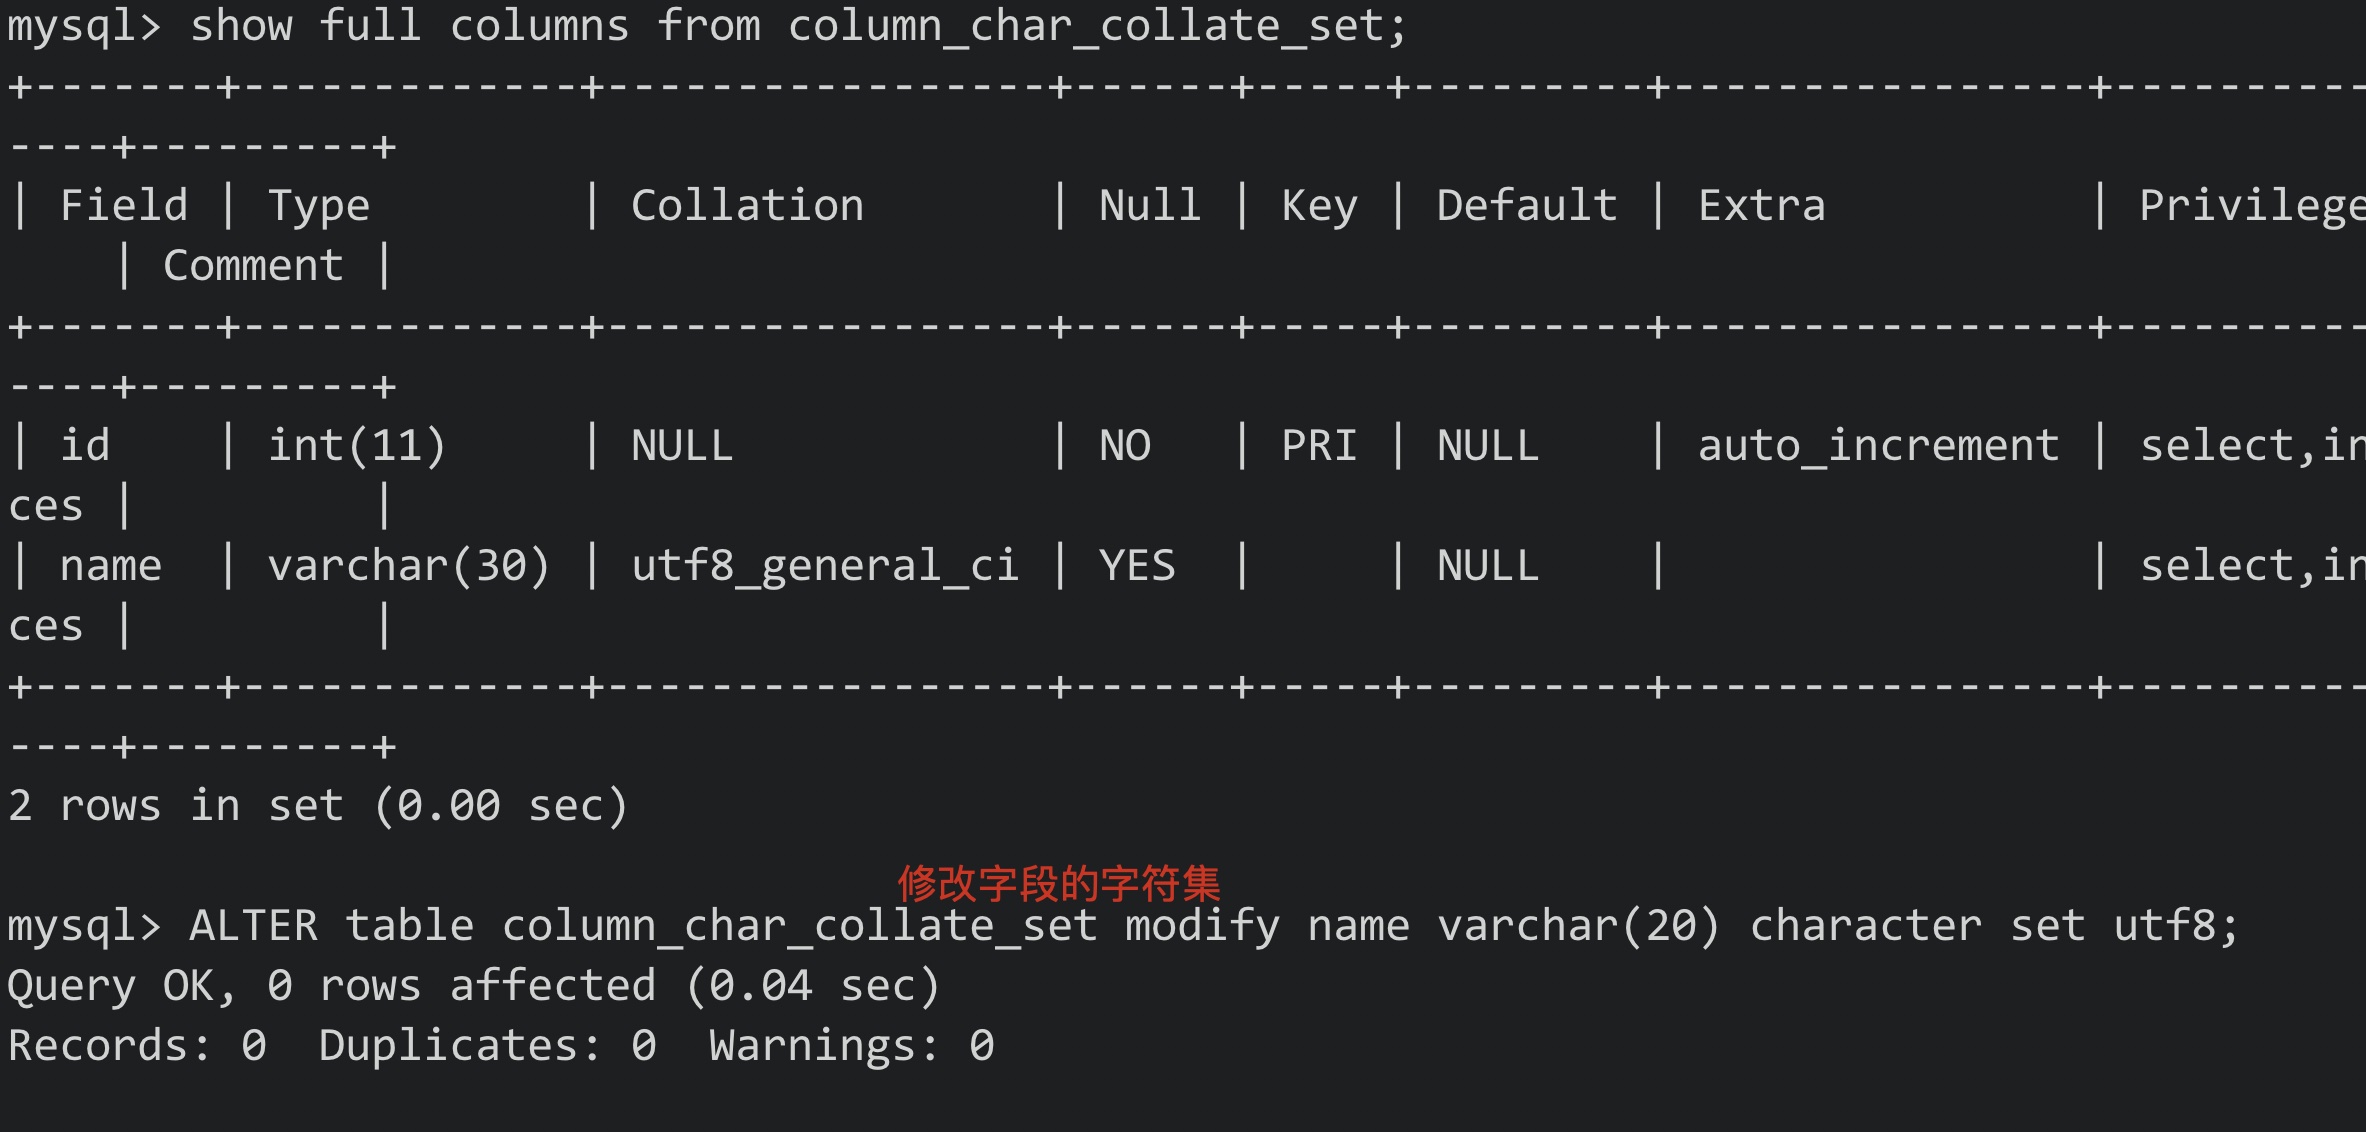 mysql> show full columns from column_char_collate_set;
+-------+-------------+-----------------+------+-----+---------+----------------+----------
----+---------+
| Field | Type        | Collation       | Null | Key | Default | Extra          | Privilege
    | Comment |
+-------+-------------+-----------------+------+-----+---------+----------------+----------
----+---------+
| id    | int(11)     | NULL            | NO   | PRI | NULL    | auto_increment | select,in
ces |         |
| name  | varchar(30) | utf8_general_ci | YES  |     | NULL    |                | select,in
ces |         |
+-------+-------------+-----------------+------+-----+---------+----------------+----------
----+---------+
2 rows in set (0.00 sec)
修改字段的字符集
mysql> ALTER table column_char_collate_set modify name varchar(20) character set utf8;
Query OK, 0 rows affected (0.04 sec)
Records: 0  Duplicates: 0  Warnings: 0